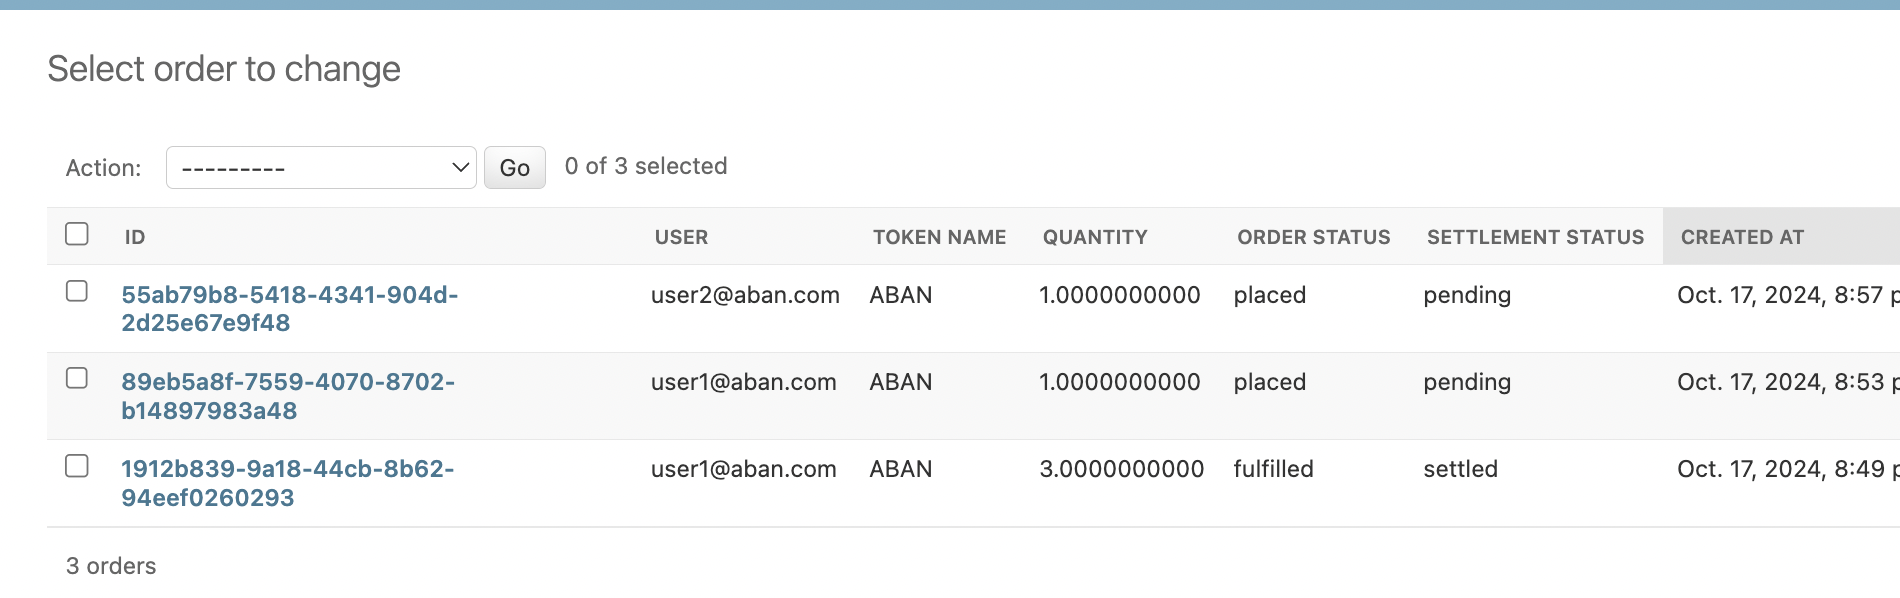 Select order to change
Action: --------- Go 0 of 3 selected
ID USER TOKEN NAME QUANTITY ORDER STATUS SETTLEMENT STATUS CREATED AT
55ab79b8-5418-4341-904d- user2@aban.com ABAN 1.0000000000 placed pending Oct. 17, 2024, 8:57 p
2d25e67e9f48
89eb5a8f-7559-4070-8702- user1@aban.com ABAN 1.0000000000 placed pending Oct. 17, 2024, 8:53 p
b14897983a48
1912b839-9a18-44cb-8b62- user1@aban.com ABAN 3.0000000000 fulfilled settled Oct. 17, 2024, 8:49 p
94eef0260293
3 orders